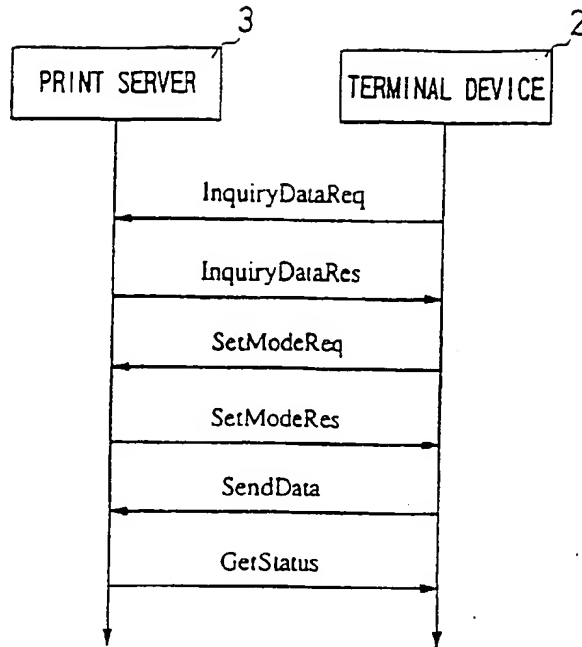 3
2
PRINT SERVER
TERMINAL DEVICE
InquiryDataReq
InquiryDataRes
SetModeReq
SetModeRes
SendData
GetStatus